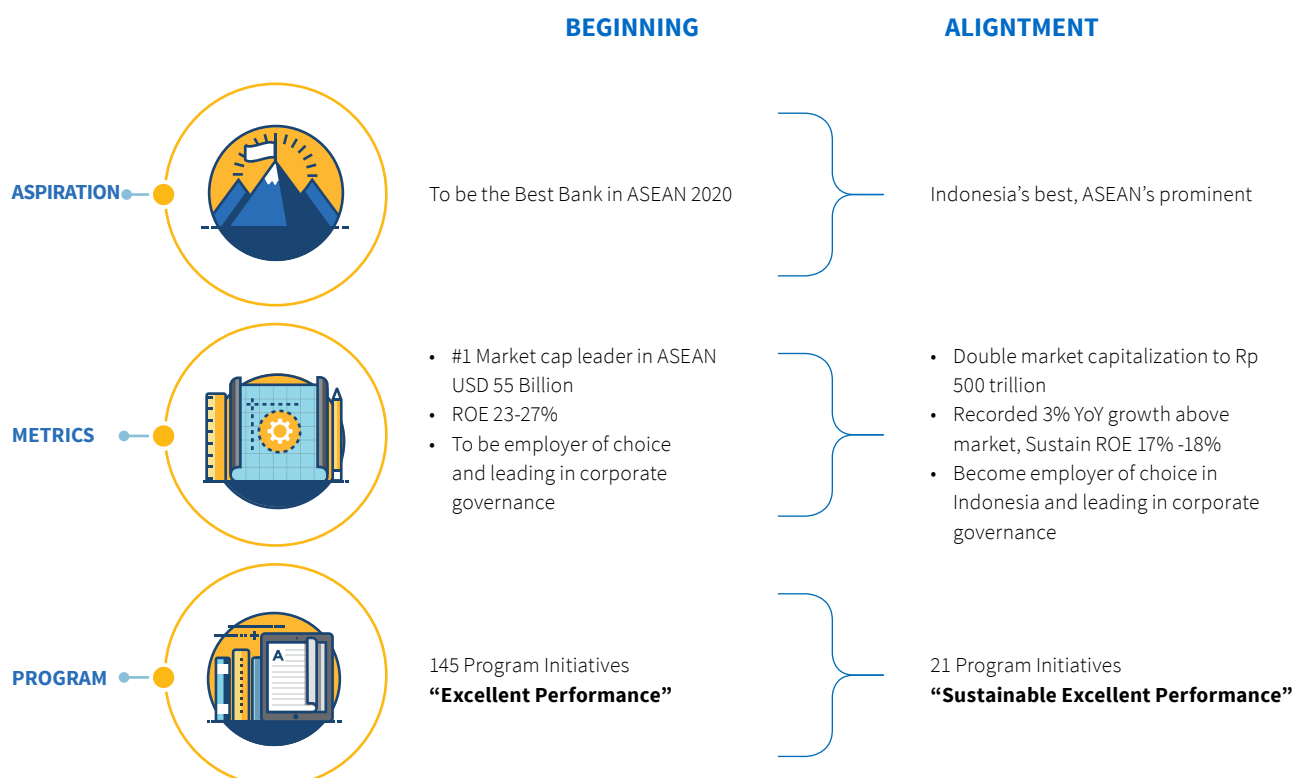 BEGINNING
ALIGNTMENT
ASPIRATION
To be the Best Bank in ASEAN 2020
Indonesia’s best, ASEAN’s prominent
METRICS
• #1 Market cap leader in ASEAN
USD 55 Billion
• ROE 23-27%
• To be employer of choice
and leading in corporate
governance
• Double market capitalization to Rp
500 trillion
• Recorded 3% YoY growth above
market, Sustain ROE 17% -18%
• Become employer of choice in
Indonesia and leading in corporate
governance
PROGRAM
A
145 Program Initiatives
“Excellent Performance”
21 Program Initiatives
“Sustainable Excellent Performance”